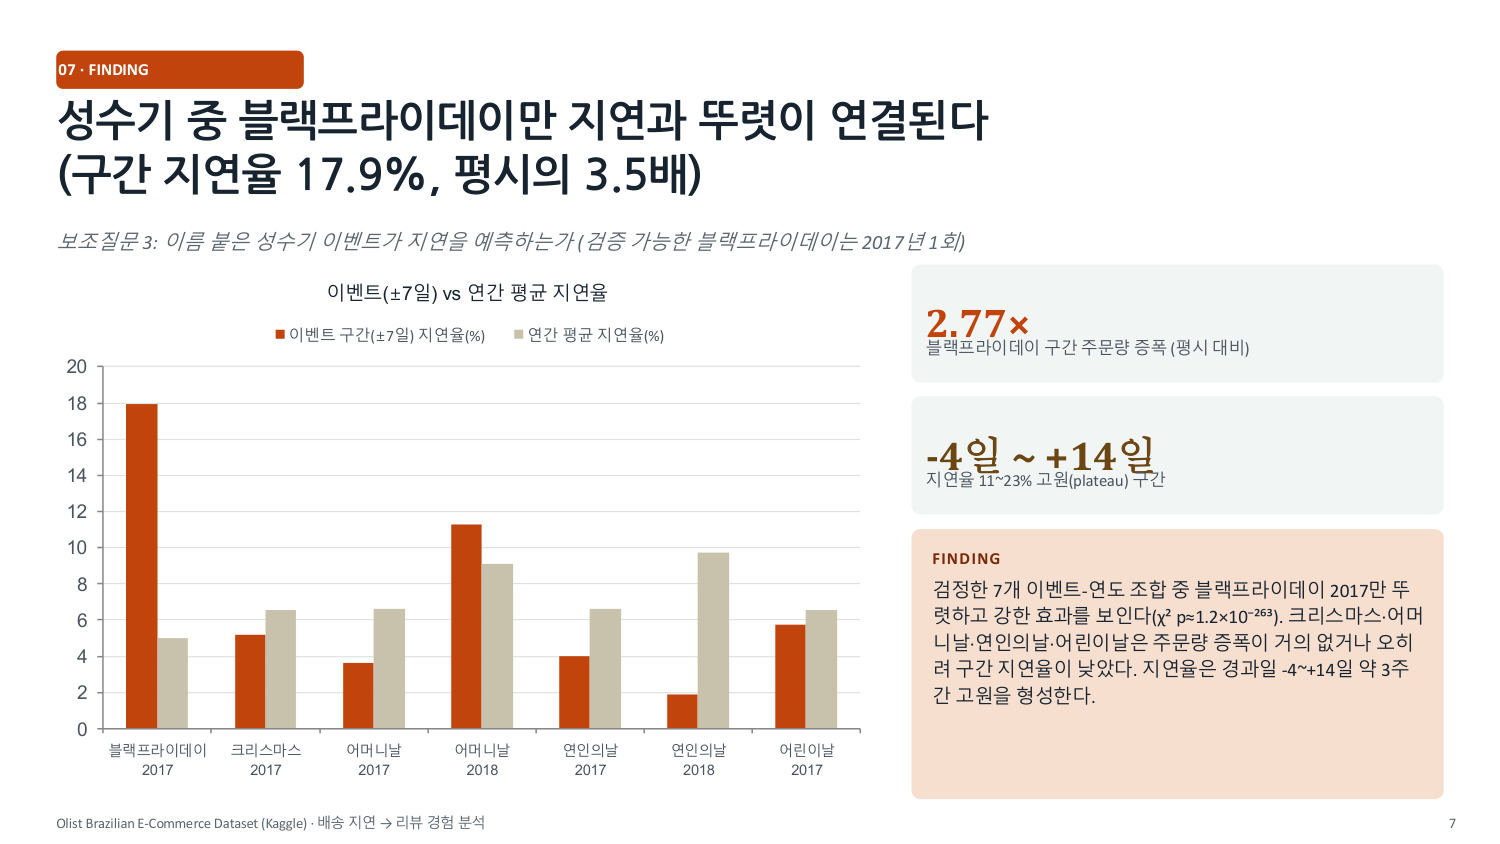 07 · FINDING
성수기 중 블랙프라이데이만 지연과 뚜렷이 연결된다
(구간 지연율 17.9%, 평시의 3.5배)
보조질문 3: 이름 붙은 성수기 이벤트가 지연을 예측하는가 (검증 가능한 블랙프라이데이는 2017년 1회)
이벤트(±7일) vs 연간 평균 지연율
이벤트 구간(±7일) 지연율(%)
연간 평균 지연율(%)
20
18
16
14
12
10
8
6
4
2
0
블랙프라이데이
2017
크리스마스
2017
어머니날
2017
어머니날
2018
연인의날
2017
연인의날
2018
어린이날
2017
2.77×
블랙프라이데이 구간 주문량 증폭 (평시 대비)
-4일 ~ +14일
지연율 11~23% 고원(plateau) 구간
FINDING
검정한 7개 이벤트-연도 조합 중 블랙프라이데이 2017만 뚜
렷하고 강한 효과를 보인다(χ² p≈1.2×10⁻²⁶³). 크리스마스·어머
니날·연인의날·어린이날은 주문량 증폭이 거의 없거나 오히
려 구간 지연율이 낮았다. 지연율은 경과일 -4~+14일 약 3주
간 고원을 형성한다.
Olist Brazilian E-Commerce Dataset (Kaggle) · 배송 지연 → 리뷰 경험 분석
7